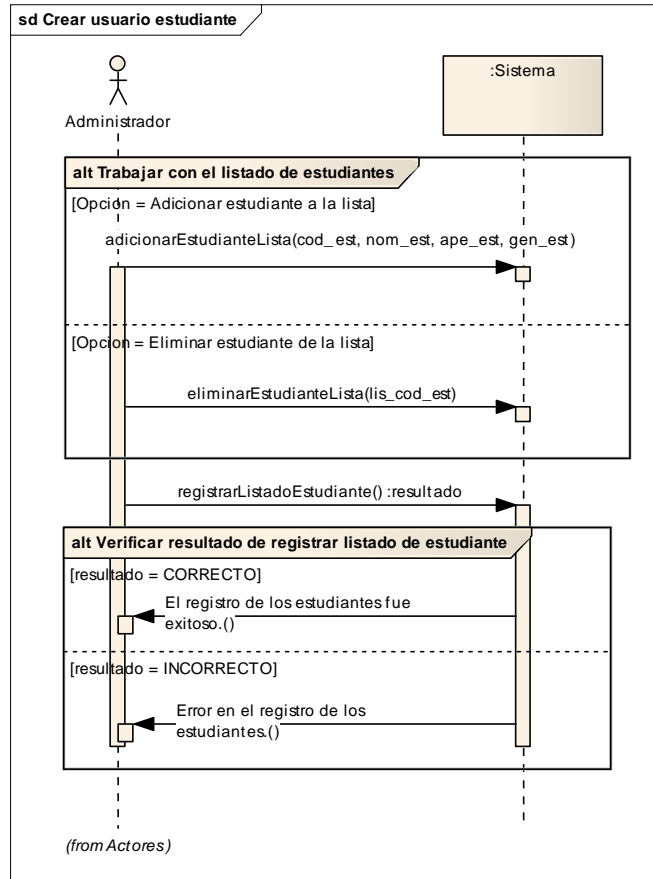 sd Crear usuario estudiante
:Sistema
Administrador
alt Trabajar con el listado de estudiantes
[Opción = Adicionar estudiante a la lista]
adicionarEstudianteLista(cod_est, nom_est, ape_est, gen_est)
[Opcion = Eliminar estudiante de la lista]
eliminarEstudianteLista(lis_cod_est)
registrarListadoEstudiante() :resultado
alt Verificar resultado de registrar listado de estudiante
[resultado = CORRECTO]
El registro de los estudiantes fue
exitoso.()
[resultado = INCORRECTO]
Error en el registro de los
estudiantes.()
(from Actores)